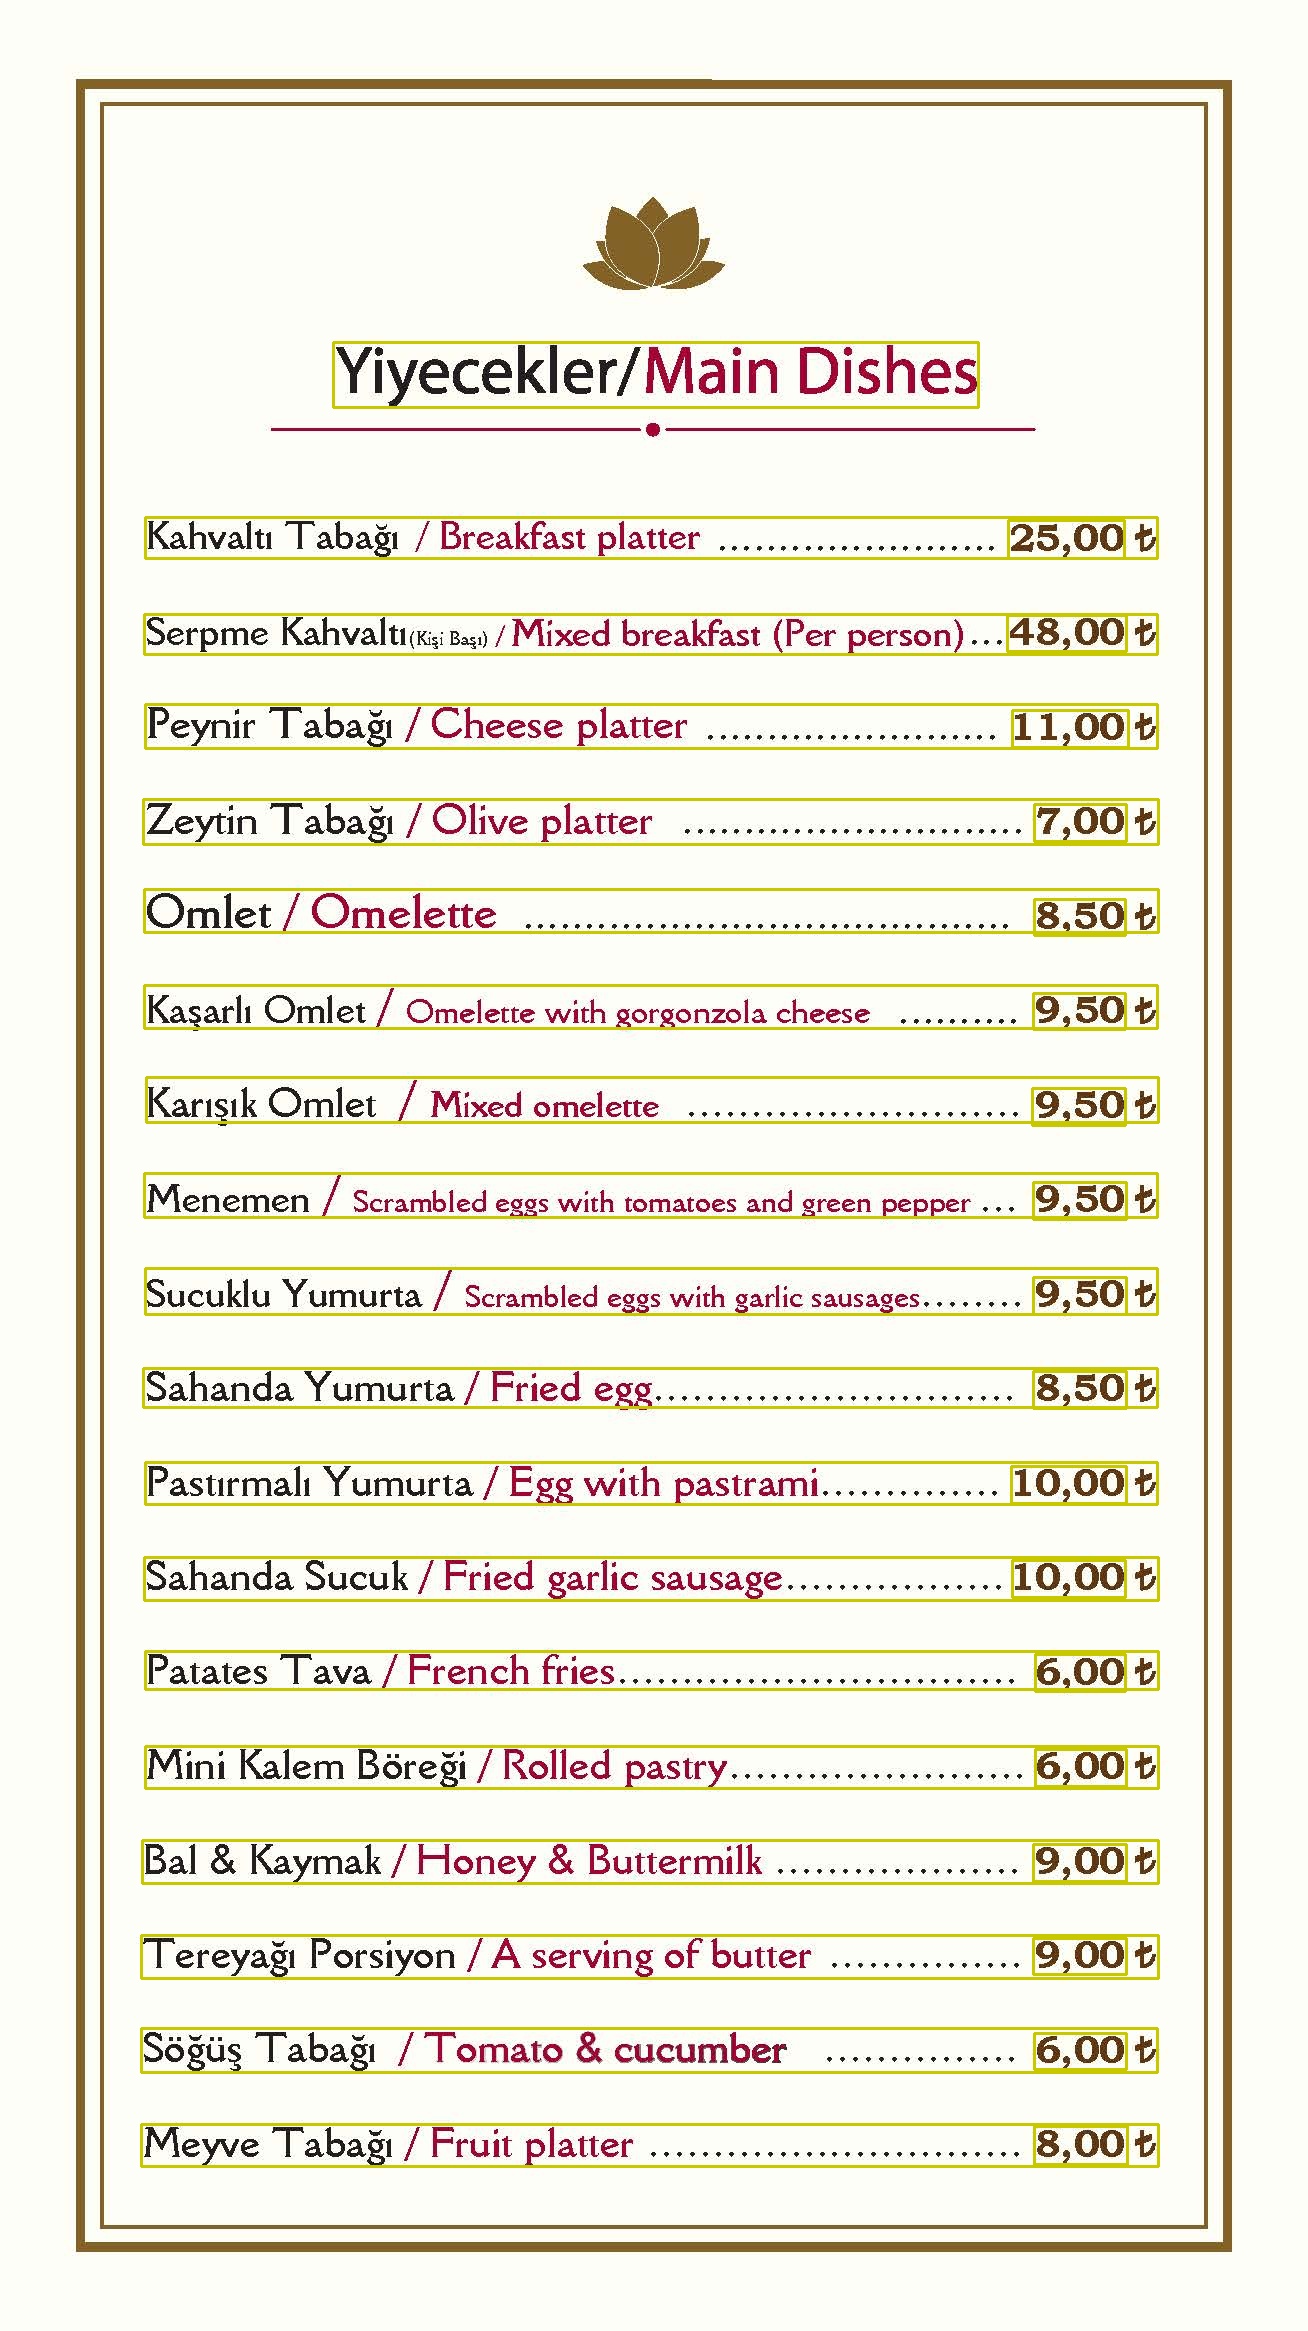 Yiyecekler/Main Dishes
Kahvaltı Tabağı / Breakfast platter ....................... 25,00 ₺
Serpme Kahvaltı(Kişi Başı) / Mixed breakfast (Per person)...48,00 ₺
Peynir Tabağı / Cheese platter ........................ 11,00 ₺
Zeytin Tabağı / Olive platter ............................ 7,00 ₺
Omlet / Omelette ........................................ 8,50 ₺
Kaşarlı Omlet / Omelette with gorgonzola cheese .......... 9,50 ₺
Karışık Omlet / Mixed omelette .......................... 9,50 ₺
Menemen / Scrambled eggs with tomatoes and green pepper ... 9,50 ₺
Sucuklu Yumurta / Scrambled eggs with garlic sausages........ 9,50 ₺
Sahanda Yumurta / Fried egg............................ 8,50 ₺
Pastırmalı Yumurta / Egg with pastrami.............. 10,00 ₺
Sahanda Sucuk / Fried garlic sausage................. 10,00 ₺
Patates Tava / French fries............................... 6,00 ₺
Mini Kalem Böreği / Rolled pastry....................... 6,00 ₺
Bal & Kaymak / Honey & Buttermilk ................... 9,00 ₺
Tereyağı Porsiyon / A serving of butter ............... 9,00 ₺
Söğüş Tabağı / Tomato & cucumber ............... 6,00 ₺
Meyve Tabağı / Fruit platter ............................. 8,00 ₺